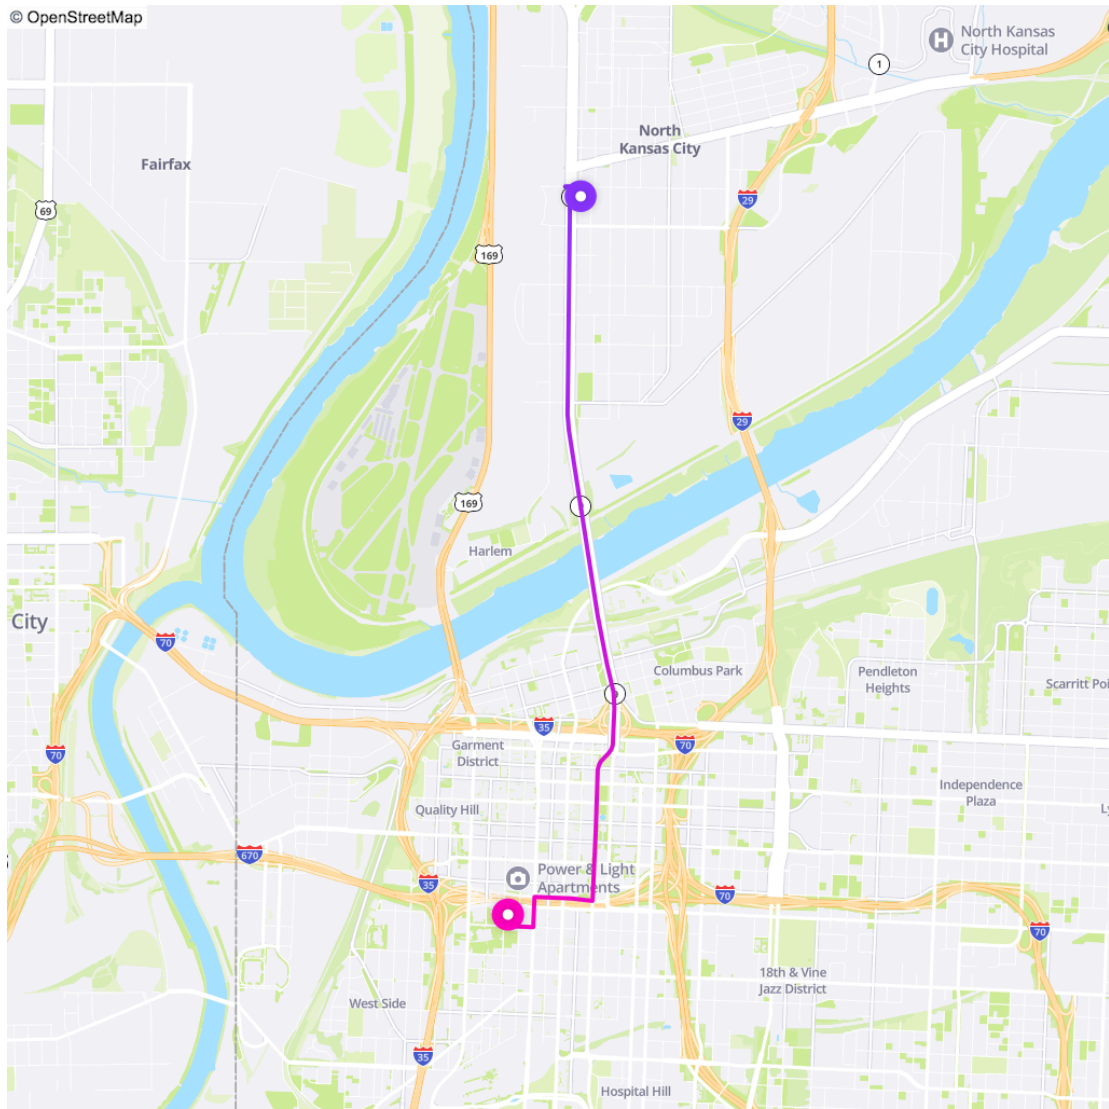 © OpenStreetMap
H
North Kansas
City Hospital
1
North
Kansas City
Fairfax
69
29
169
29
169
Harlem
City
70
Columbus Park
Pendleton
Heights
Scarritt Poi
35
70
70
Garment
District
Independence
Plaza
Quality Hill
670
Power & Light
Apartments
35
70
70
18th & Vine
Jazz District
West Side
35
Hospital Hill